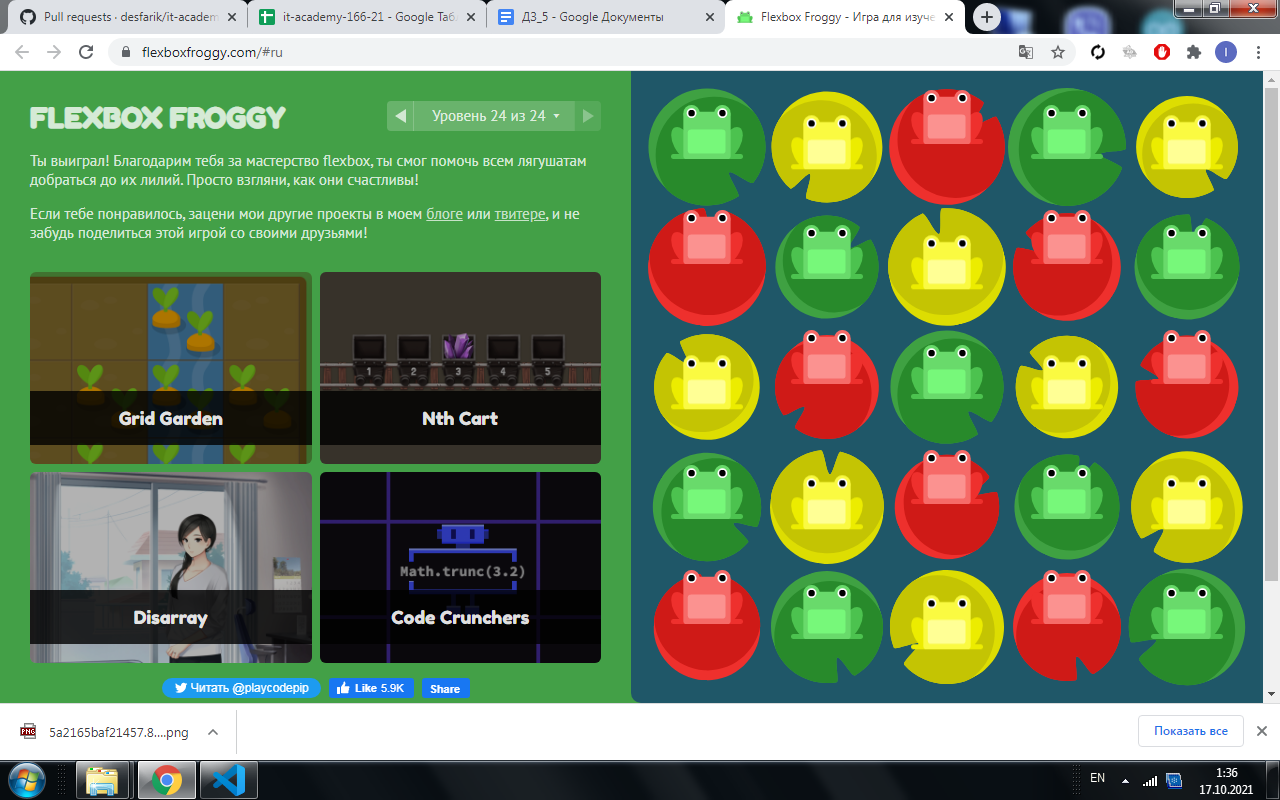 Pull requests · desfarik/it-academ
it-academy-166-21 - Google Таб
ДЗ_5 - Google Документы
Flexbox Froggy - Игра для изуче
flexboxfroggy.com/#ru
I
FLEXBOX FROGGY
Уровень 24 из 24
Ты выиграл! Благодарим тебя за мастерство flexbox, ты смог помочь всем лягушатам
добраться до их лилий. Просто взгляни, как они счастливы!
Если тебе понравилось, зацени мои другие проекты в моем блоге или твитере, и не
забудь поделиться этой игрой со своими друзьями!
1 2 3 4 5
Grid Garden
Nth Cart
Math.trunc(3.2)
Disarray
Code Crunchers
Читать @playcodepip
Like 5.9K
Share
PNG
5a2165baf21457.8....png
Показать все
EN
1:36
17.10.2021